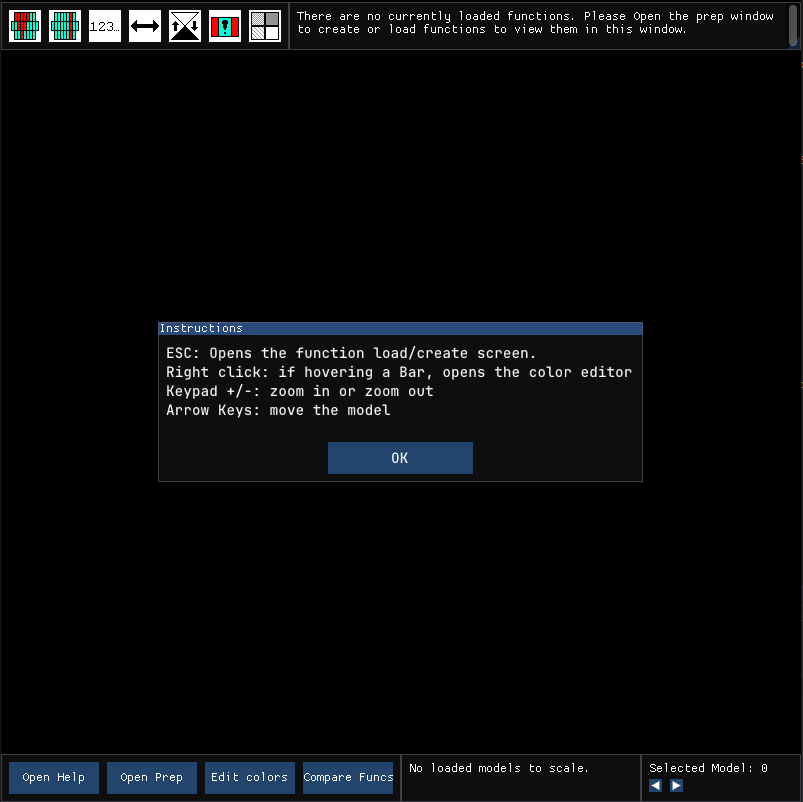 123…
There are no currently loaded functions. Please Open the prep window
to create or load functions to view them in this window.
Instructions
ESC: Opens the function load/create screen.
Right click: if hovering a Bar, opens the color editor
Keypad +/-: zoom in or zoom out
Arrow Keys: move the model
OK
Open Help
Open Prep
Edit colors
Compare Funcs
No loaded models to scale.
Selected Model: 0